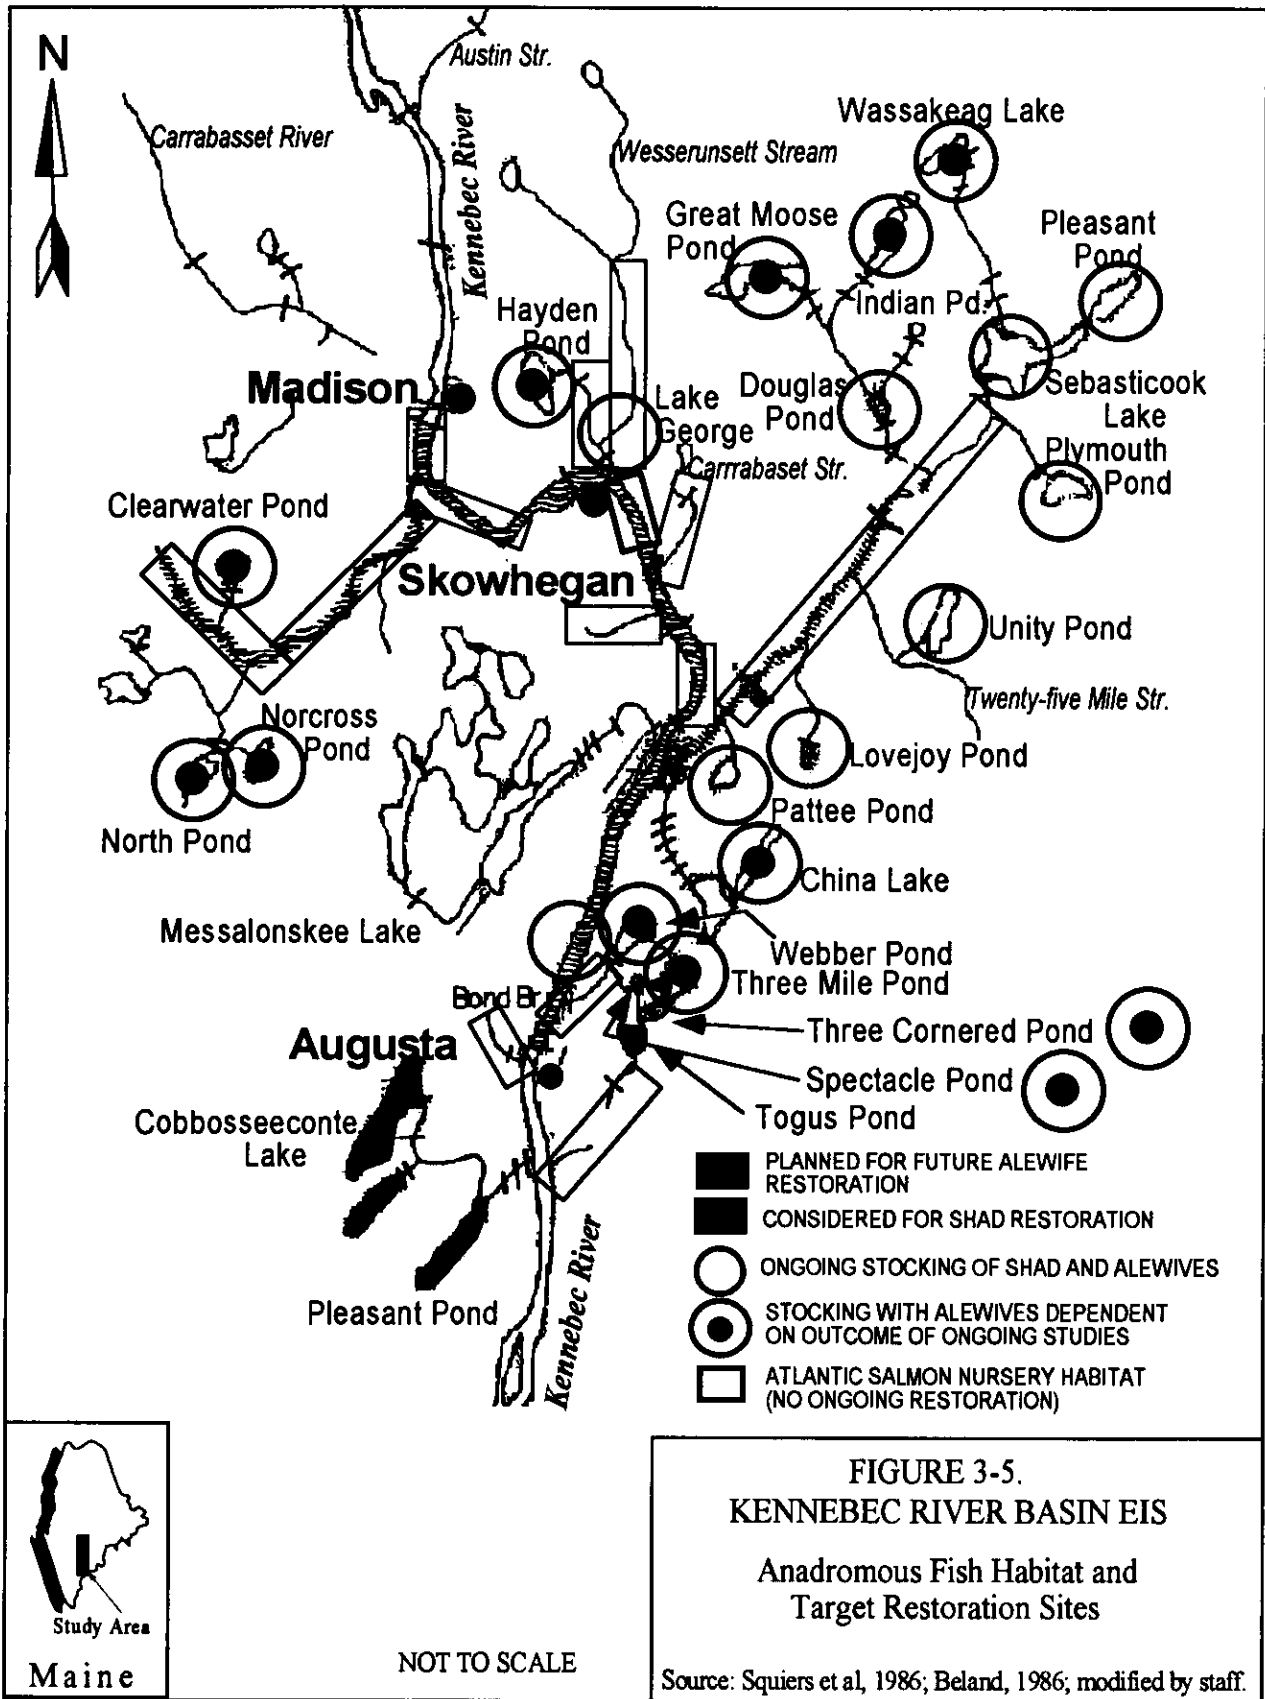 N
Austin Str.
Carrabasset River
Kennebec River
Wesserunsett Stream
Wassakeag Lake
Great Moose
Pond
Pleasant
Pond
Indian Pd.
Hayden
Pond
Madison
Lake
George
Douglas
Pond
Sebasticook
Lake
Carrrabaset Str.
Plymouth
Pond
Clearwater Pond
Skowhegan
Unity Pond
Twenty-five Mile Str.
Norcross
Pond
Lovejoy Pond
North Pond
Pattee Pond
China Lake
Messalonskee Lake
Webber Pond
Three Mile Pond
Bond Br.
Augusta
Three Cornered Pond
Spectacle Pond
Togus Pond
Cobbosseeconte
Lake
PLANNED FOR FUTURE ALEWIFE
RESTORATION
CONSIDERED FOR SHAD RESTORATION
ONGOING STOCKING OF SHAD AND ALEWIVES
STOCKING WITH ALEWIVES DEPENDENT
ON OUTCOME OF ONGOING STUDIES
ATLANTIC SALMON NURSERY HABITAT
(NO ONGOING RESTORATION)
Pleasant Pond
Kennebec River
Study Area
Maine
NOT TO SCALE
FIGURE 3-5.
KENNEBEC RIVER BASIN EIS
Anadromous Fish Habitat and
Target Restoration Sites
Source: Squiers et al, 1986; Beland, 1986; modified by staff.